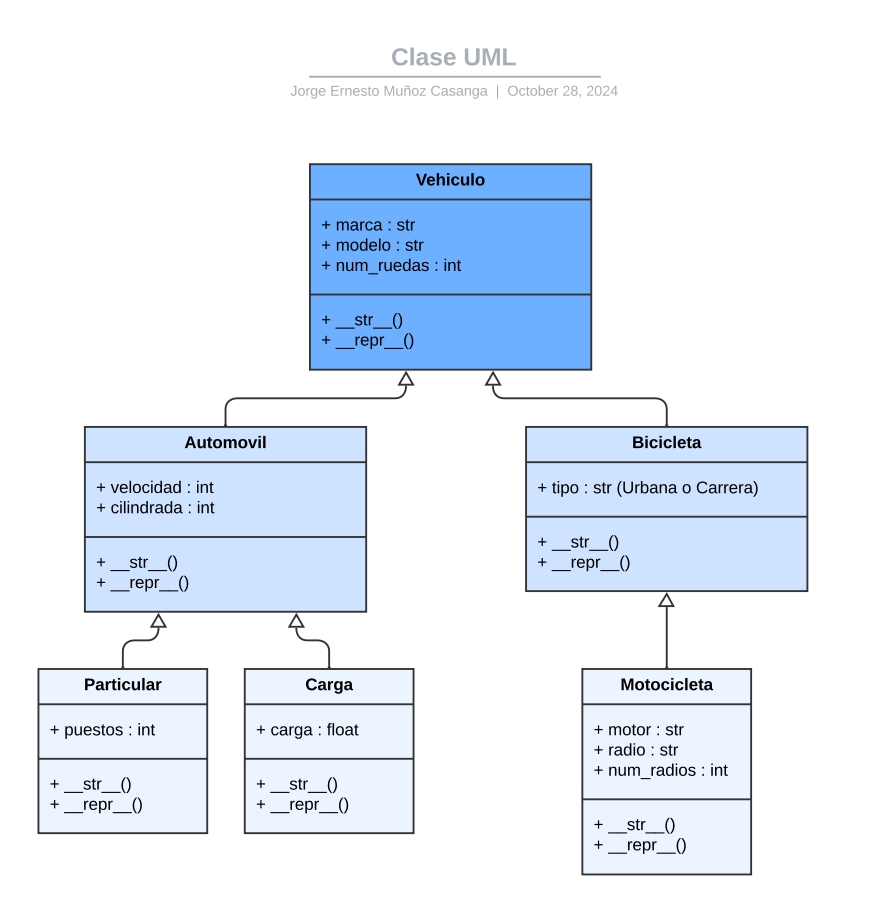 Clase UML
Jorge Ernesto Muñoz Casanga | October 28, 2024
Vehiculo
+ marca : str
+ modelo : str
+ num_ruedas : int
+ __str__()
+ __repr__()
Automovil
+ velocidad : int
+ cilindrada : int
+ __str__()
+ __repr__()
Bicicleta
+ tipo : str (Urbana o Carrera)
+ __str__()
+ __repr__()
Particular
+ puestos : int
+ __str__()
+ __repr__()
Carga
+ carga : float
+ __str__()
+ __repr__()
Motocicleta
+ motor : str
+ radio : str
+ num_radios : int
+ __str__()
+ __repr__()